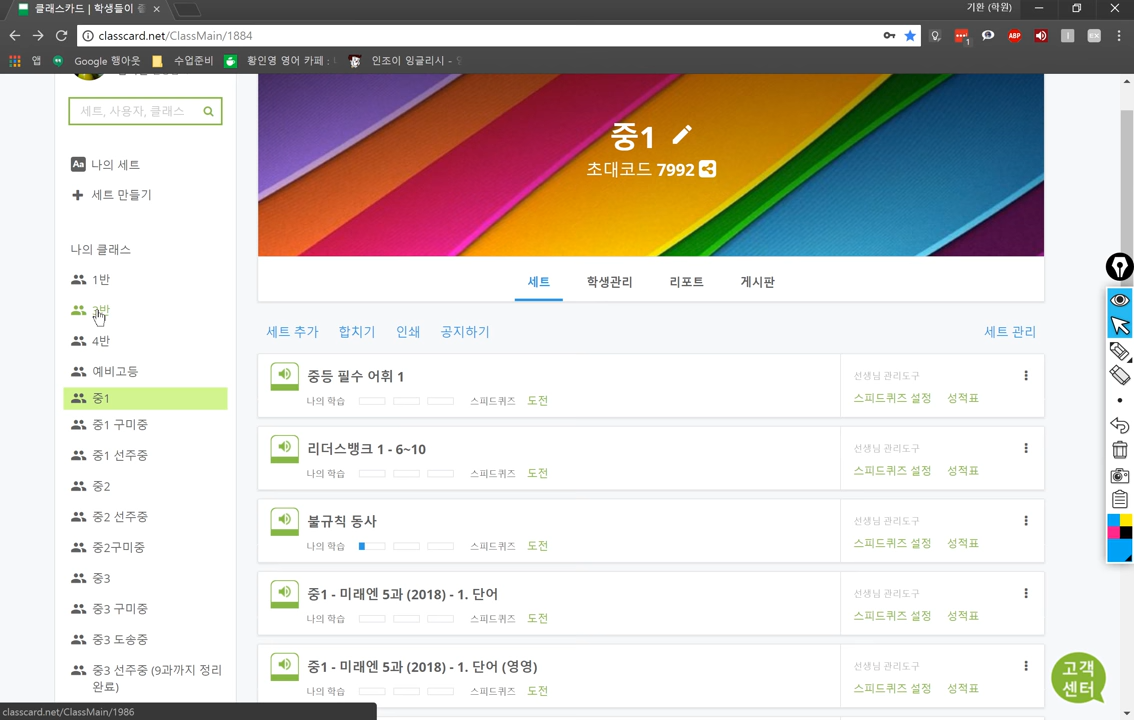 클래스카드 | 학생들이
기환 (학원)
classcard.net/ClassMain/1884
ABP
1
앱
Google 행아웃
수업준비
황인영 영어 카페 :
인조이 잉글리시 -
세트, 사용자, 클래스
Aa 나의 세트
세트 만들기
나의 클래스
1반
4반
예비고등
중1
중1 구미중
중1 선주중
중2
중2 선주중
중2구미중
중3
중3 구미중
중3 도송중
중3 선주중 (9과까지 정리
완료)
classcard.net/ClassMain/1986
중1
초대코드 7992
세트 학생관리 리포트 게시판
세트 추가 합치기 인쇄 공지하기 세트 관리
중등 필수 어휘 1
나의 학습 스피드퀴즈 도전
선생님 관리도구
스피드퀴즈 설정 성적표
리더스뱅크 1 - 6~10
나의 학습 스피드퀴즈 도전
선생님 관리도구
스피드퀴즈 설정 성적표
불규칙 동사
나의 학습 스피드퀴즈 도전
선생님 관리도구
스피드퀴즈 설정 성적표
중1 - 미래엔 5과 (2018) - 1. 단어
나의 학습 스피드퀴즈 도전
선생님 관리도구
스피드퀴즈 설정 성적표
중1 - 미래엔 5과 (2018) - 1. 단어 (영영)
나의 학습 스피드퀴즈 도전
선생님 관리도구
스피드퀴즈 설정 성적표
고객
센터